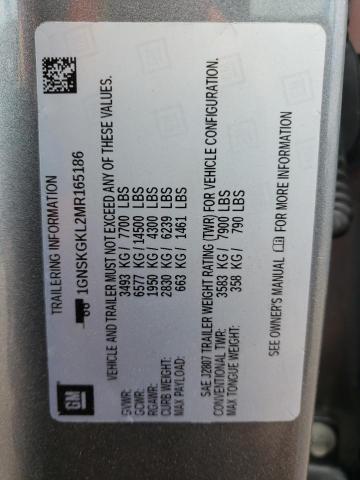 GM
TRAILERING INFORMATION
1GNSKGKL2MR165186
VEHICLE AND TRAILER MUST NOT EXCEED ANY OF THESE VALUES.
GVWR: 3493 KG / 7700 LBS
GCWR: 6577 KG / 14500 LBS
RGAWR: 1950 KG / 4300 LBS
CURB WEIGHT: 2830 KG / 6239 LBS
MAX PAYLOAD: 663 KG / 1461 LBS
SAE J2807 TRAILER WEIGHT RATING (TWR) FOR VEHICLE CONFIGURATION.
CONVENTIONAL TWR: 3583 KG / 7900 LBS
MAX TONGUE WEIGHT: 358 KG / 790 LBS
SEE OWNER'S MANUAL FOR MORE INFORMATION